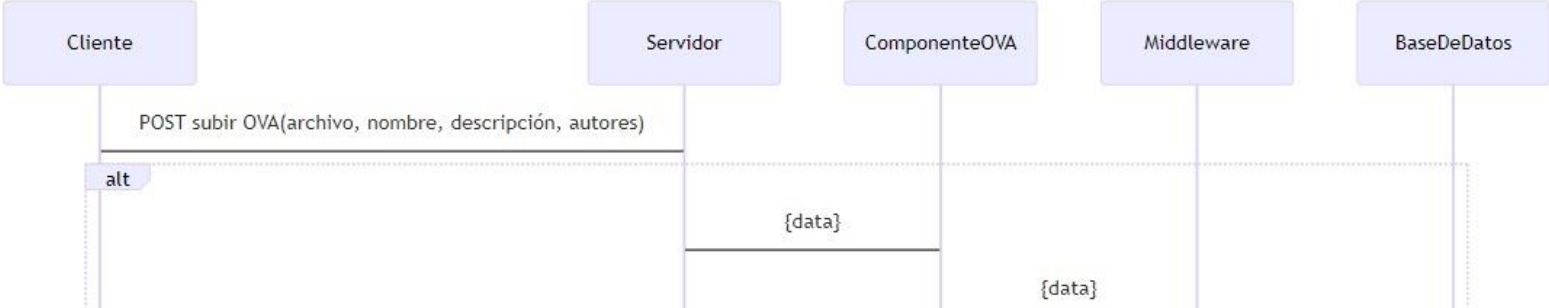 Cliente
Servidor
ComponenteOVA
Middleware
BaseDeDatos
POST subir OVA(archivo, nombre, descripción, autores)
alt
{data}
{data}